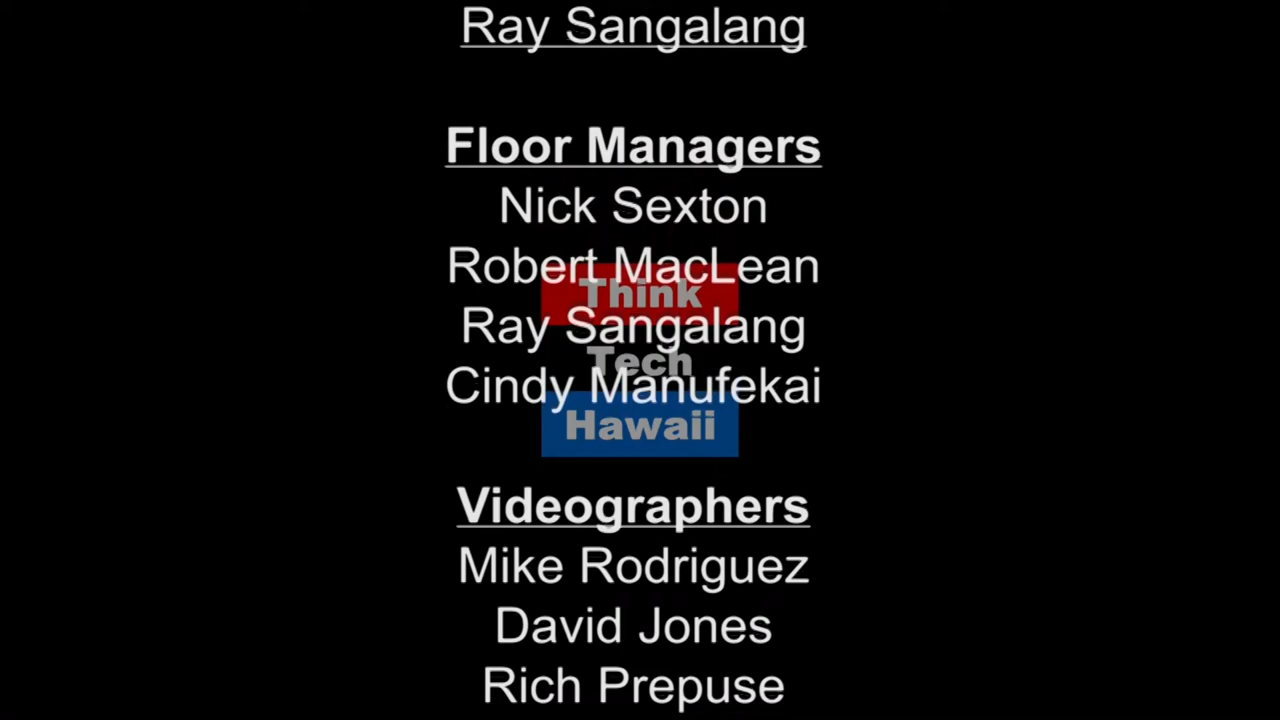 Ray Sangalang
Floor Managers
Nick Sexton
Robert MacLean
Think
Ray Sangalang
Tech
Cindy Manufekai
Hawaii
Videographers
Mike Rodriguez
David Jones
Rich Prepuse